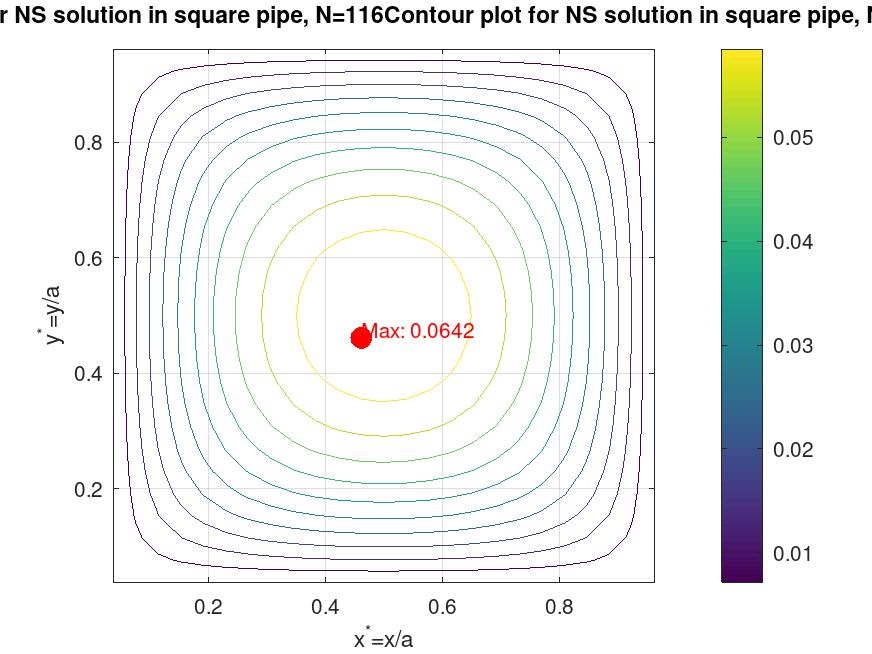 r NS solution in square pipe, N=116Contour plot for NS solution in square pipe, N
0.8
0.6
0.4
0.2
y*=y/a
Max: 0.0642
0.2 0.4 0.6 0.8
x*=x/a
0.05
0.04
0.03
0.02
0.01